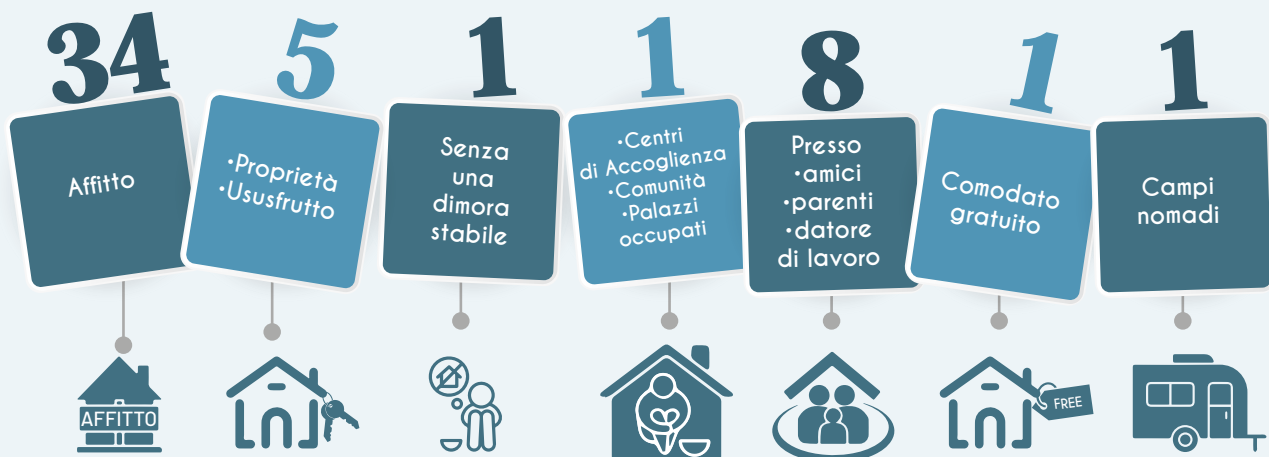 34
Affitto
5
•Proprietà
•Ususfrutto
1
Senza
una
dimora
stabile
1
•Centri
di Accoglienza
•Comunità
•Palazzi
occupati
8
Presso
•amici
•parenti
•datore
di lavoro
1
Comodato
gratuito
1
Campi
nomadi
AFFITTO
FREE